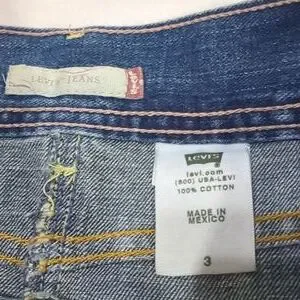 LEVI'S JEANS
LEVI'S
levi.com
(800) USA-LEVI
100% COTTON
MADE IN
MEXICO
3